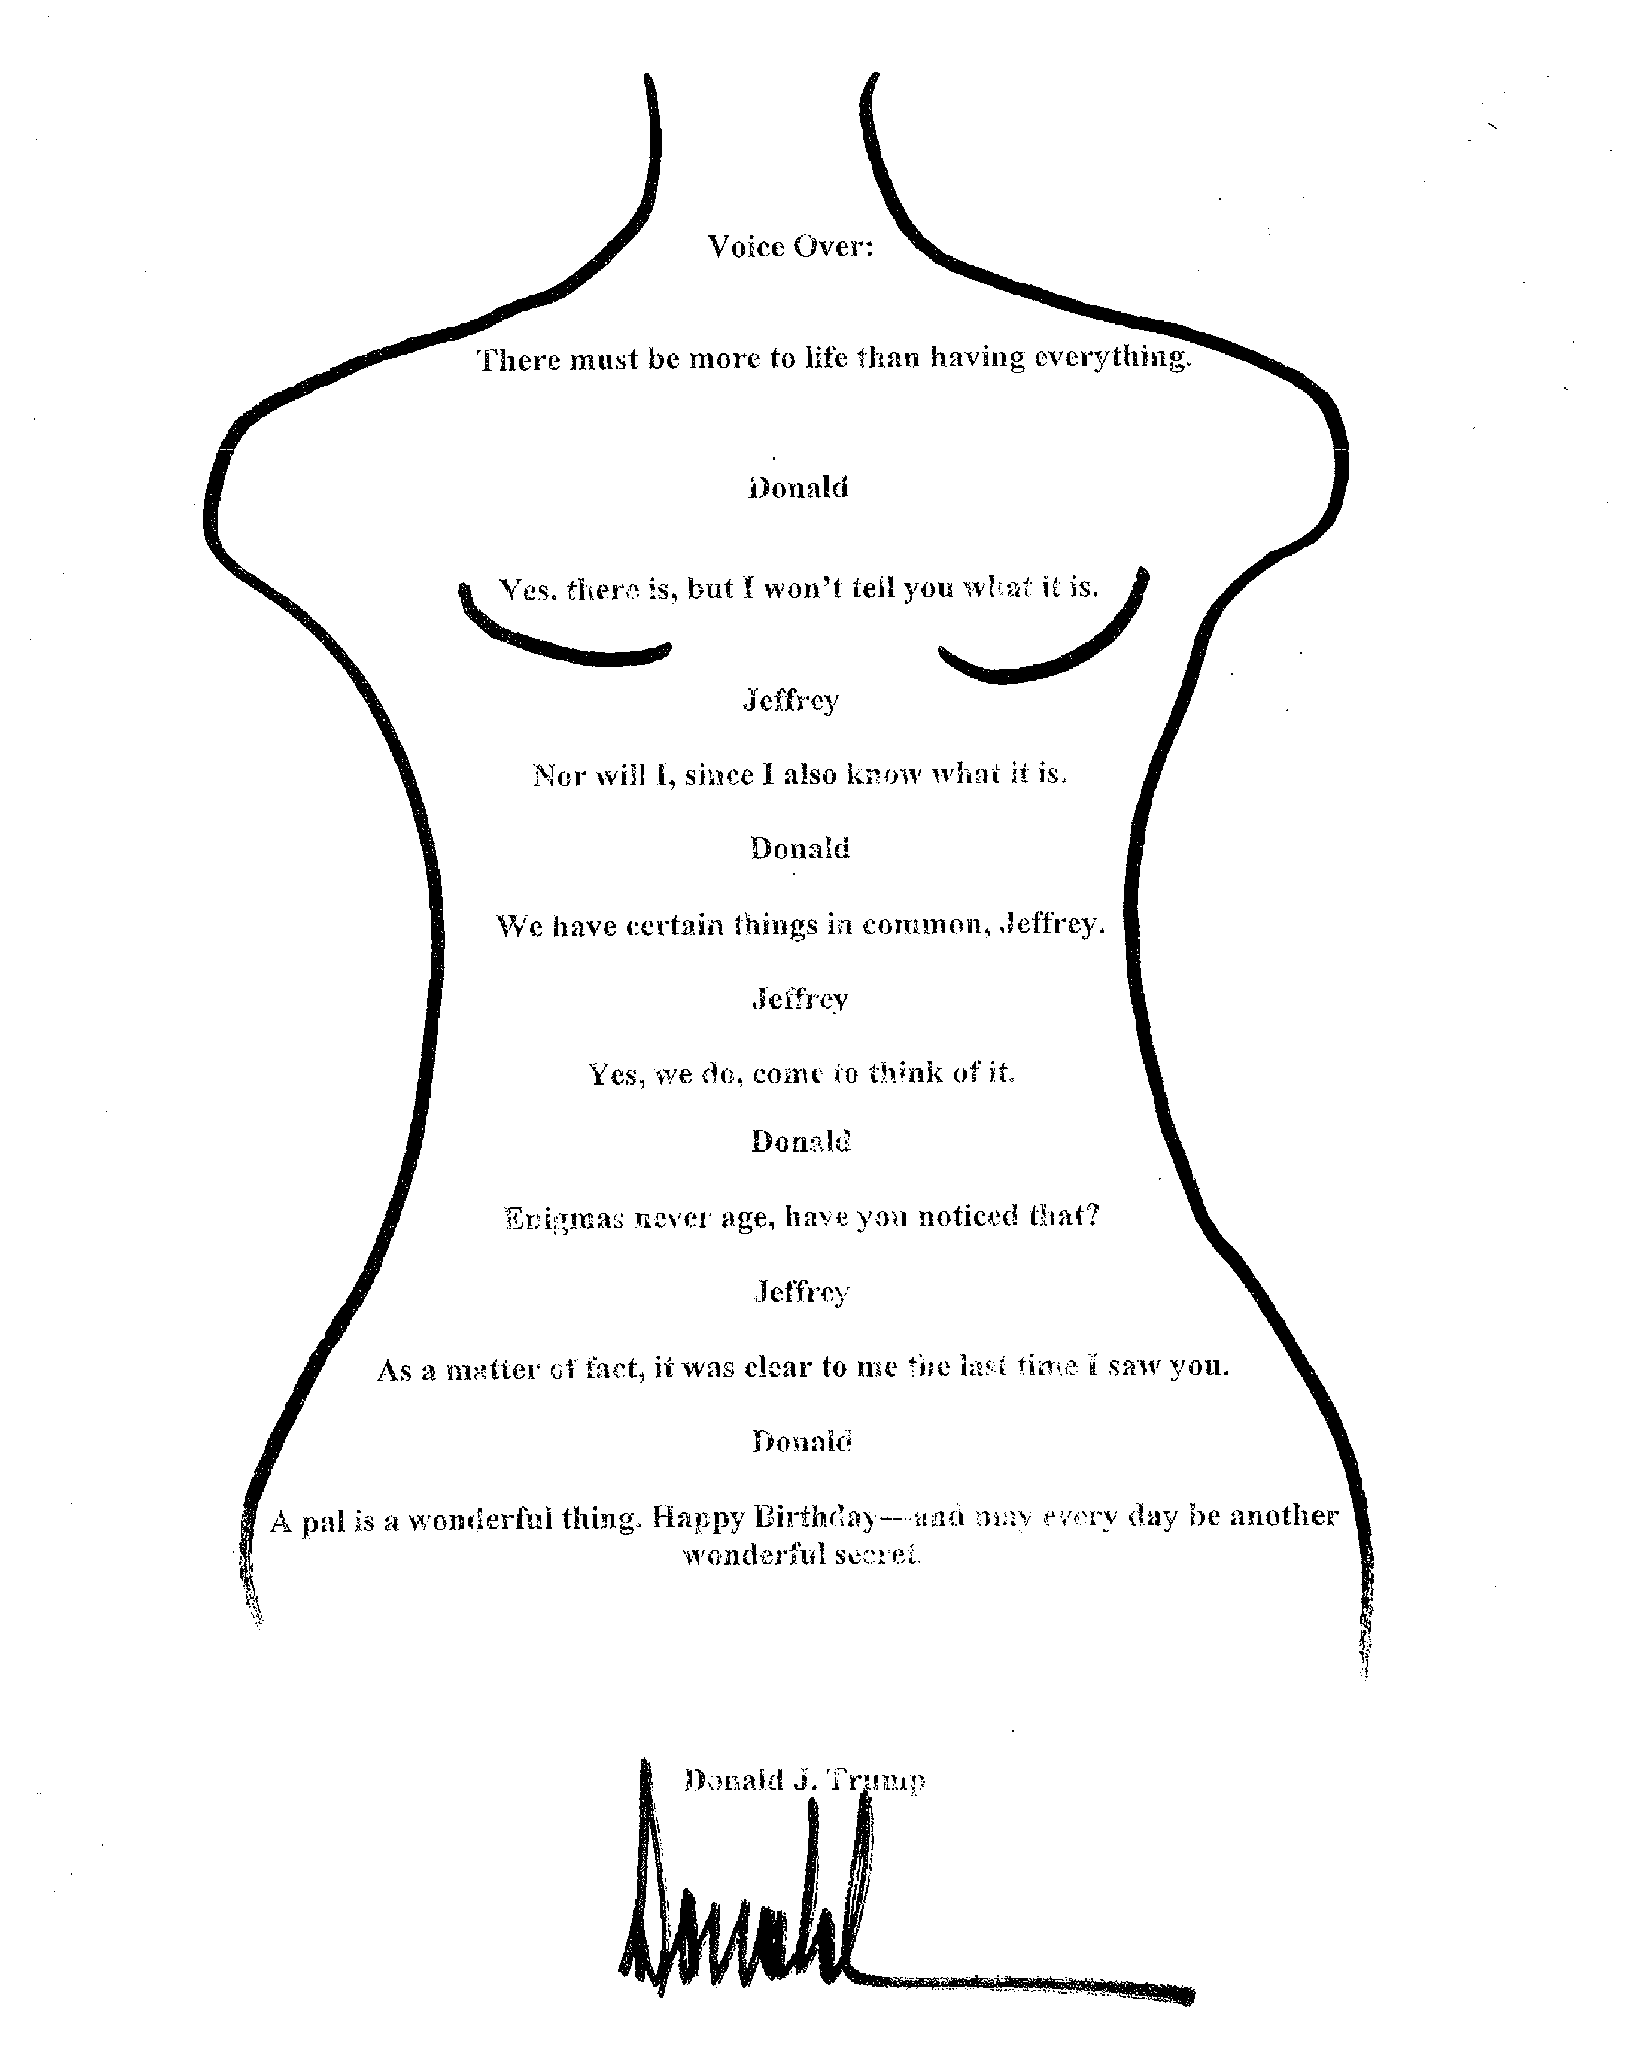 Voice Over:
There must be more to life than having everything.
Donald
Yes, there is, but I won't tell you what it is.
Jeffrey
Nor will I, since I also know what it is.
Donald
We have certain things in common, Jeffrey.
Jeffrey
Yes, we do, come to think of it.
Donald
Enigmas never age, have you noticed that?
Jeffrey
As a matter of fact, it was clear to me the last time I saw you.
Donald
A pal is a wonderful thing. Happy Birthday—and may every day be another
wonderful secret.
Donald J. Trump
Donald